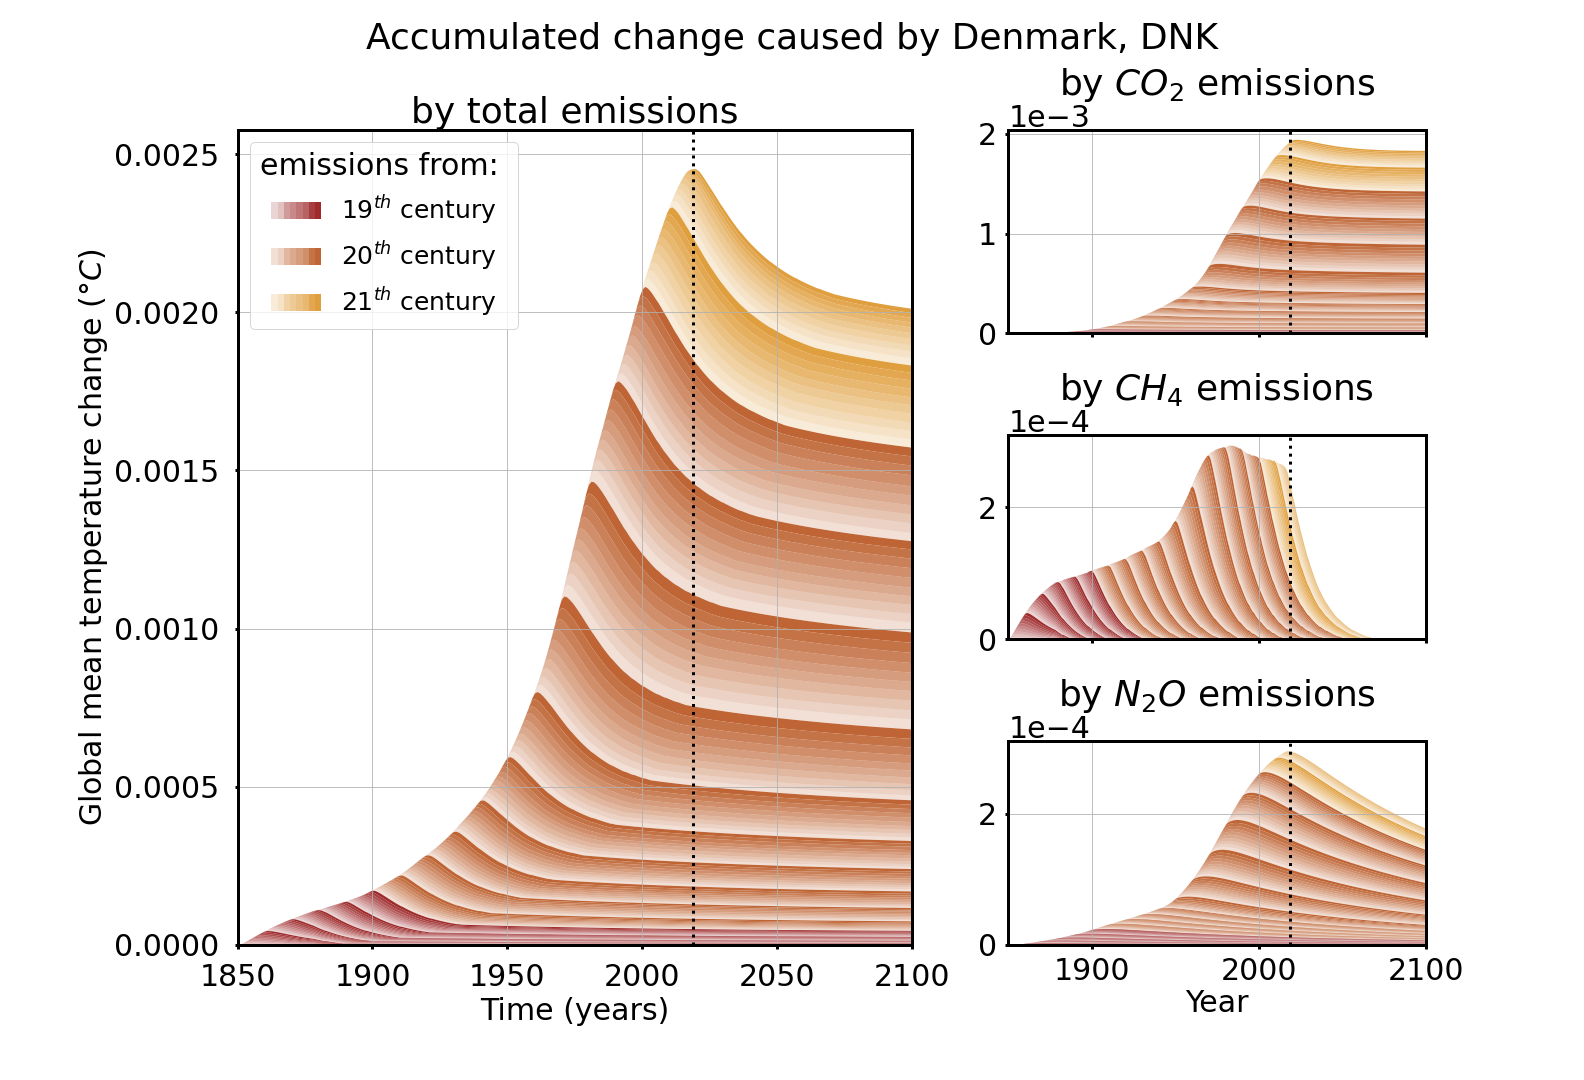 Accumulated change caused by Denmark, DNK
by total emissions
0.0025
0.0020
0.0015
0.0010
0.0005
0.0000
Global mean temperature change (°C)
emissions from:
19th century
20th century
21th century
1850 1900 1950 2000 2050 2100
Time (years)
by CO₂ emissions
1e−3
2
1
0
by CH₄ emissions
1e−4
2
0
by N₂O emissions
1e−4
2
0
1900 2000 2100
Year